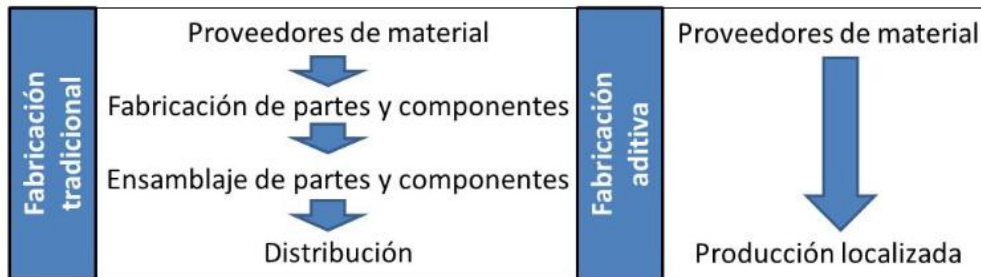 Fabricación
tradicional
Proveedores de material
Fabricación de partes y componentes
Ensamblaje de partes y componentes
Distribución
Fabricación
aditiva
Proveedores de material
Producción localizada